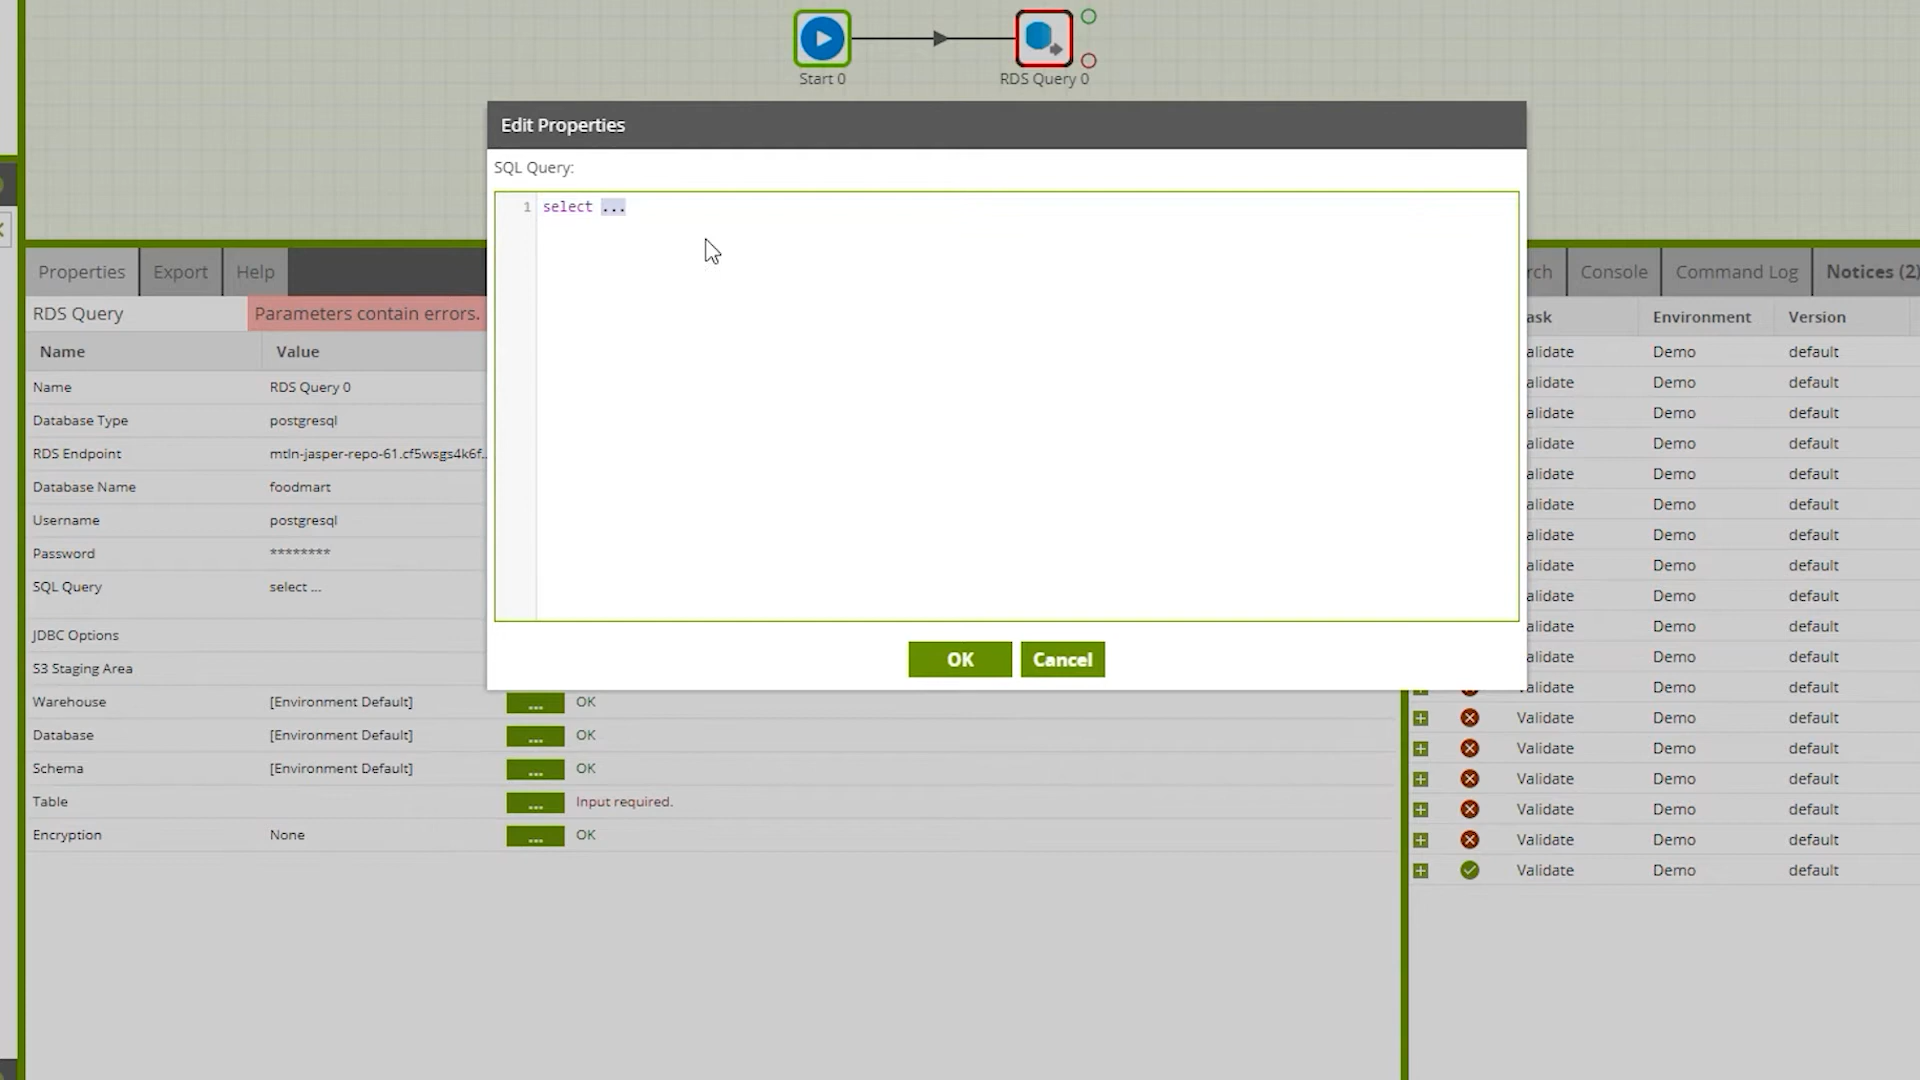 Start 0
RDS Query 0
Edit Properties
SQL Query:
1 select ...
Properties Export Help
rch Console Command Log Notices (2)
RDS Query Parameters contain errors.
ask Environment Version
Name Value
alidate Demo default
Name RDS Query 0
alidate Demo default
Database Type postgresql
alidate Demo default
RDS Endpoint mtln-jasper-repo-61.cf5wsgs4k6f..
alidate Demo default
Database Name foodmart
alidate Demo default
Username postgresql
alidate Demo default
Password ********
alidate Demo default
SQL Query select ...
alidate Demo default
alidate Demo default
JDBC Options
alidate Demo default
S3 Staging Area
alidate Demo default
OK Cancel
Warehouse [Environment Default] ... OK
alidate Demo default
Database [Environment Default] ... OK
Validate Demo default
Schema [Environment Default] ... OK
Validate Demo default
Table ... Input required.
Validate Demo default
Encryption None ... OK
Validate Demo default
Validate Demo default
Validate Demo default